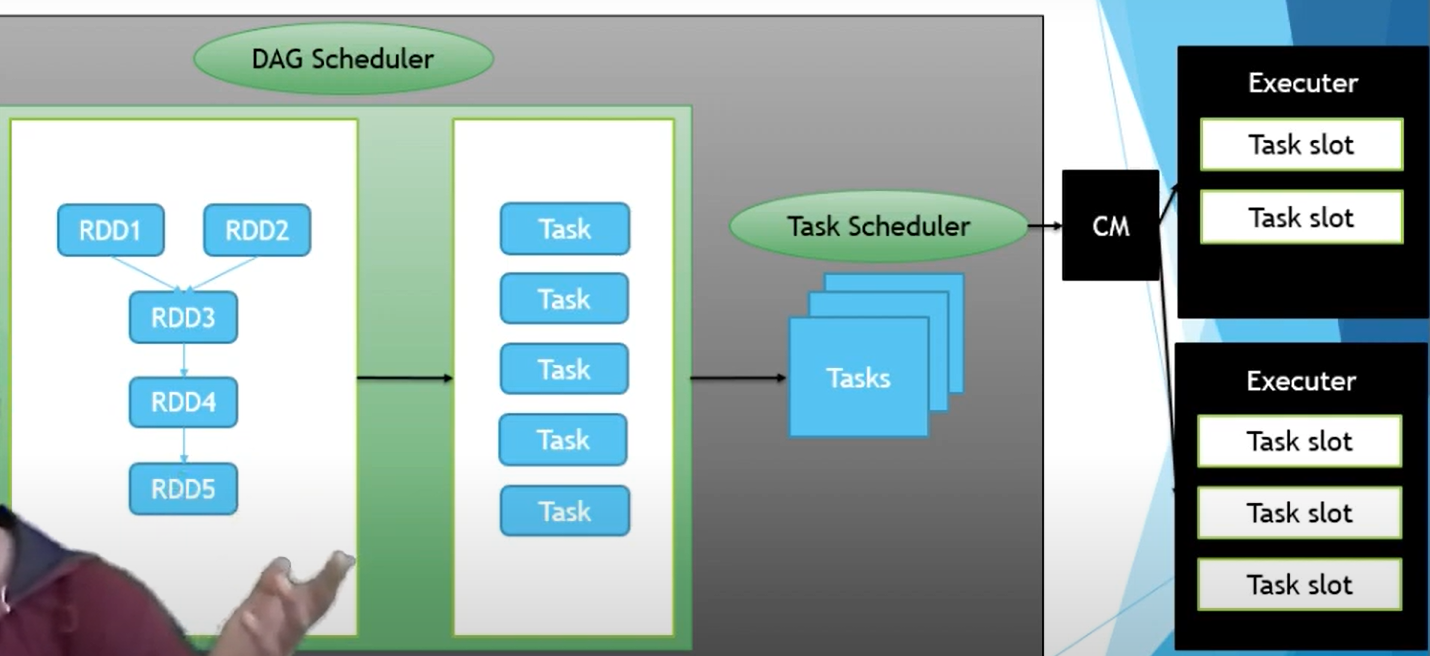 DAG Scheduler
RDD1
RDD2
RDD3
RDD4
RDD5
Task
Task
Task
Task
Task
Task Scheduler
Tasks
CM
Executer
Task slot
Task slot
Executer
Task slot
Task slot
Task slot